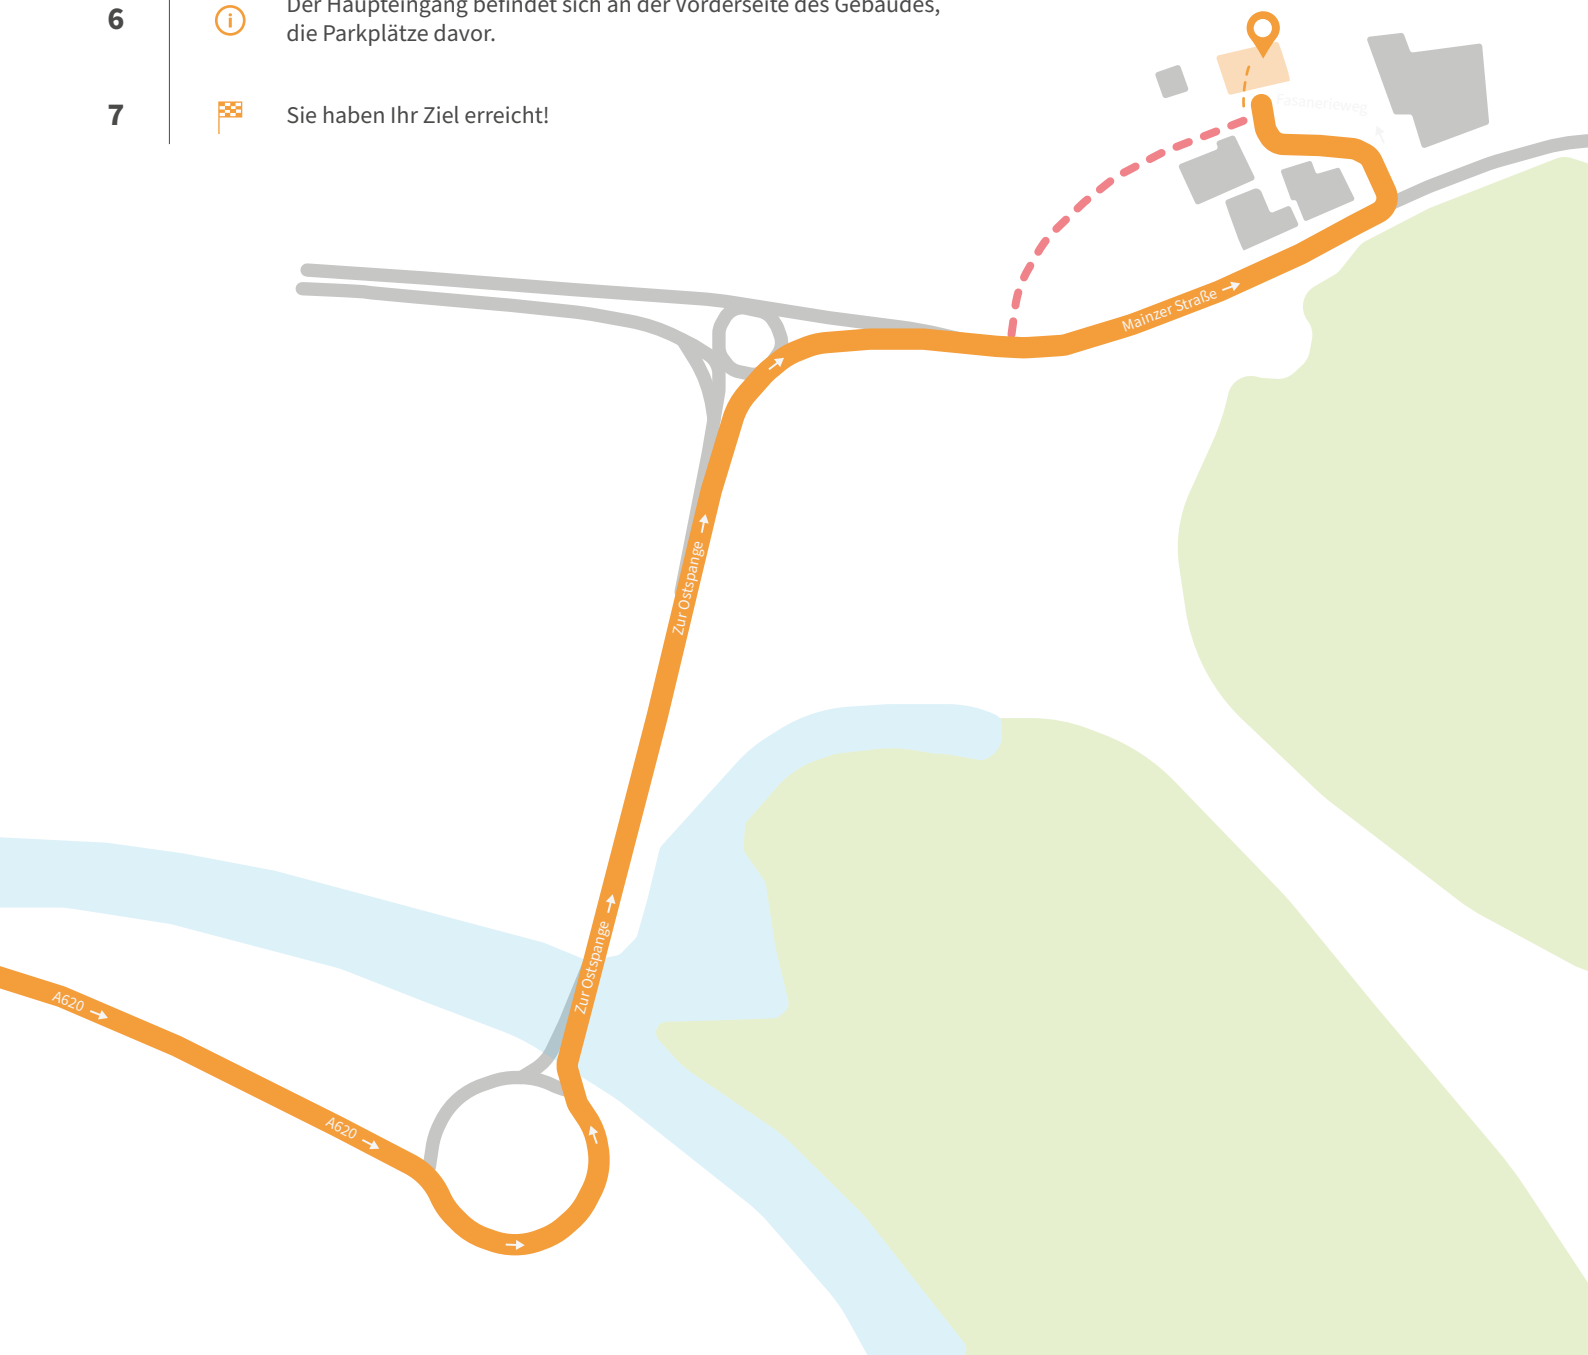 6
Der Haupteingang befindet sich an der Vorderseite des Gebäudes,
die Parkplätze davor.
7
Sie haben Ihr Ziel erreicht!
Fasanerieweg
Mainzer Straße
Zur Ostspange
Zur Ostspange
A620
A620